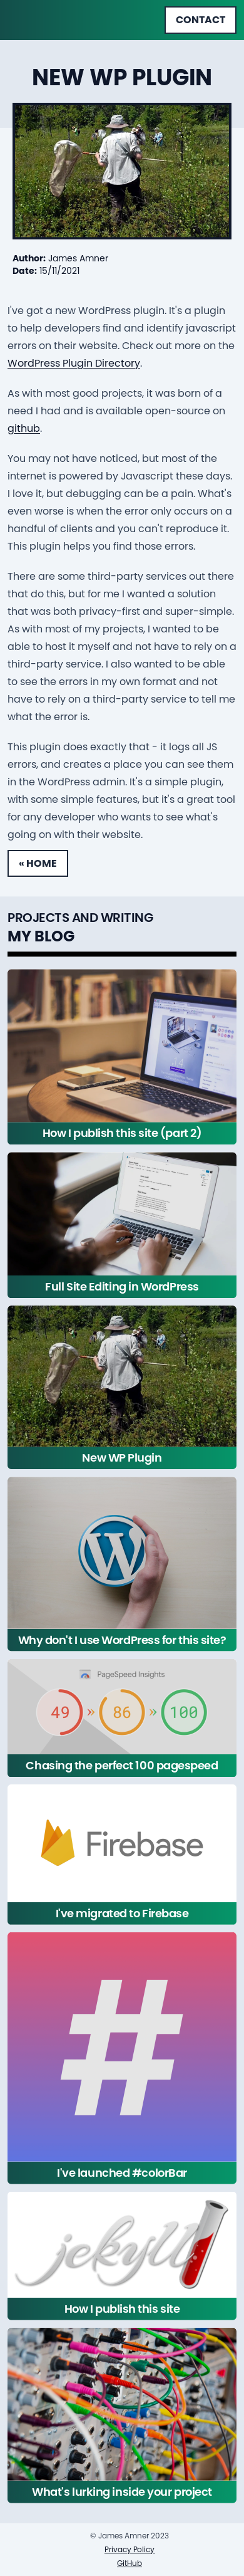 CONTACT
NEW WP PLUGIN
Author: James Amner
Date: 15/11/2021
I've got a new WordPress plugin. It's a plugin
to help developers find and identify javascript
errors on their website. Check out more on the
WordPress Plugin Directory.
As with most good projects, it was born of a
need I had and is available open-source on
github.
You may not have noticed, but most of the
internet is powered by Javascript these days.
I love it, but debugging can be a pain. What's
even worse is when the error only occurs on a
handful of clients and you can't reproduce it.
This plugin helps you find those errors.
There are some third-party services out there
that do this, but for me I wanted a solution
that was both privacy-first and super-simple.
As with most of my projects, I wanted to be
able to host it myself and not have to rely on a
third-party service. I also wanted to be able
to see the errors in my own format and not
have to rely on a third-party service to tell me
what the error is.
This plugin does exactly that - it logs all JS
errors, and creates a place you can see them
in the WordPress admin. It's a simple plugin,
with some simple features, but it's a great tool
for any developer who wants to see what's
going on with their website.
« HOME
PROJECTS AND WRITING
MY BLOG
How I publish this site (part 2)
Full Site Editing in WordPress
New WP Plugin
Why don't I use WordPress for this site?
PageSpeed Insights
49 » 86 » 100
Chasing the perfect 100 pagespeed
Firebase
I've migrated to Firebase
#
I've launched #colorBar
jekyll
How I publish this site
What's lurking inside your project
© James Amner 2023
Privacy Policy
GitHub